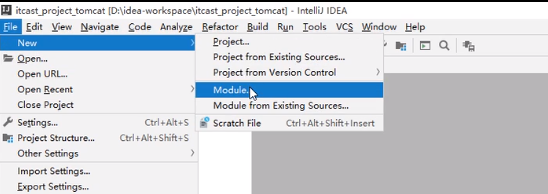 itcast_project_tomcat [D:\idea-workspace\itcast_project_tomcat] - IntelliJ IDEA
File Edit View Navigate Code Analyze Refactor Build Run Tools VCS Window Help
New
Project...
Open...
Project from Existing Sources...
Open URL...
Project from Version Control
Open Recent
Module...
Close Project
Module from Existing Sources...
Settings... Ctrl+Alt+S
Scratch File Ctrl+Alt+Shift+Insert
Project Structure... Ctrl+Alt+Shift+S
Other Settings
Import Settings...
Export Settings...